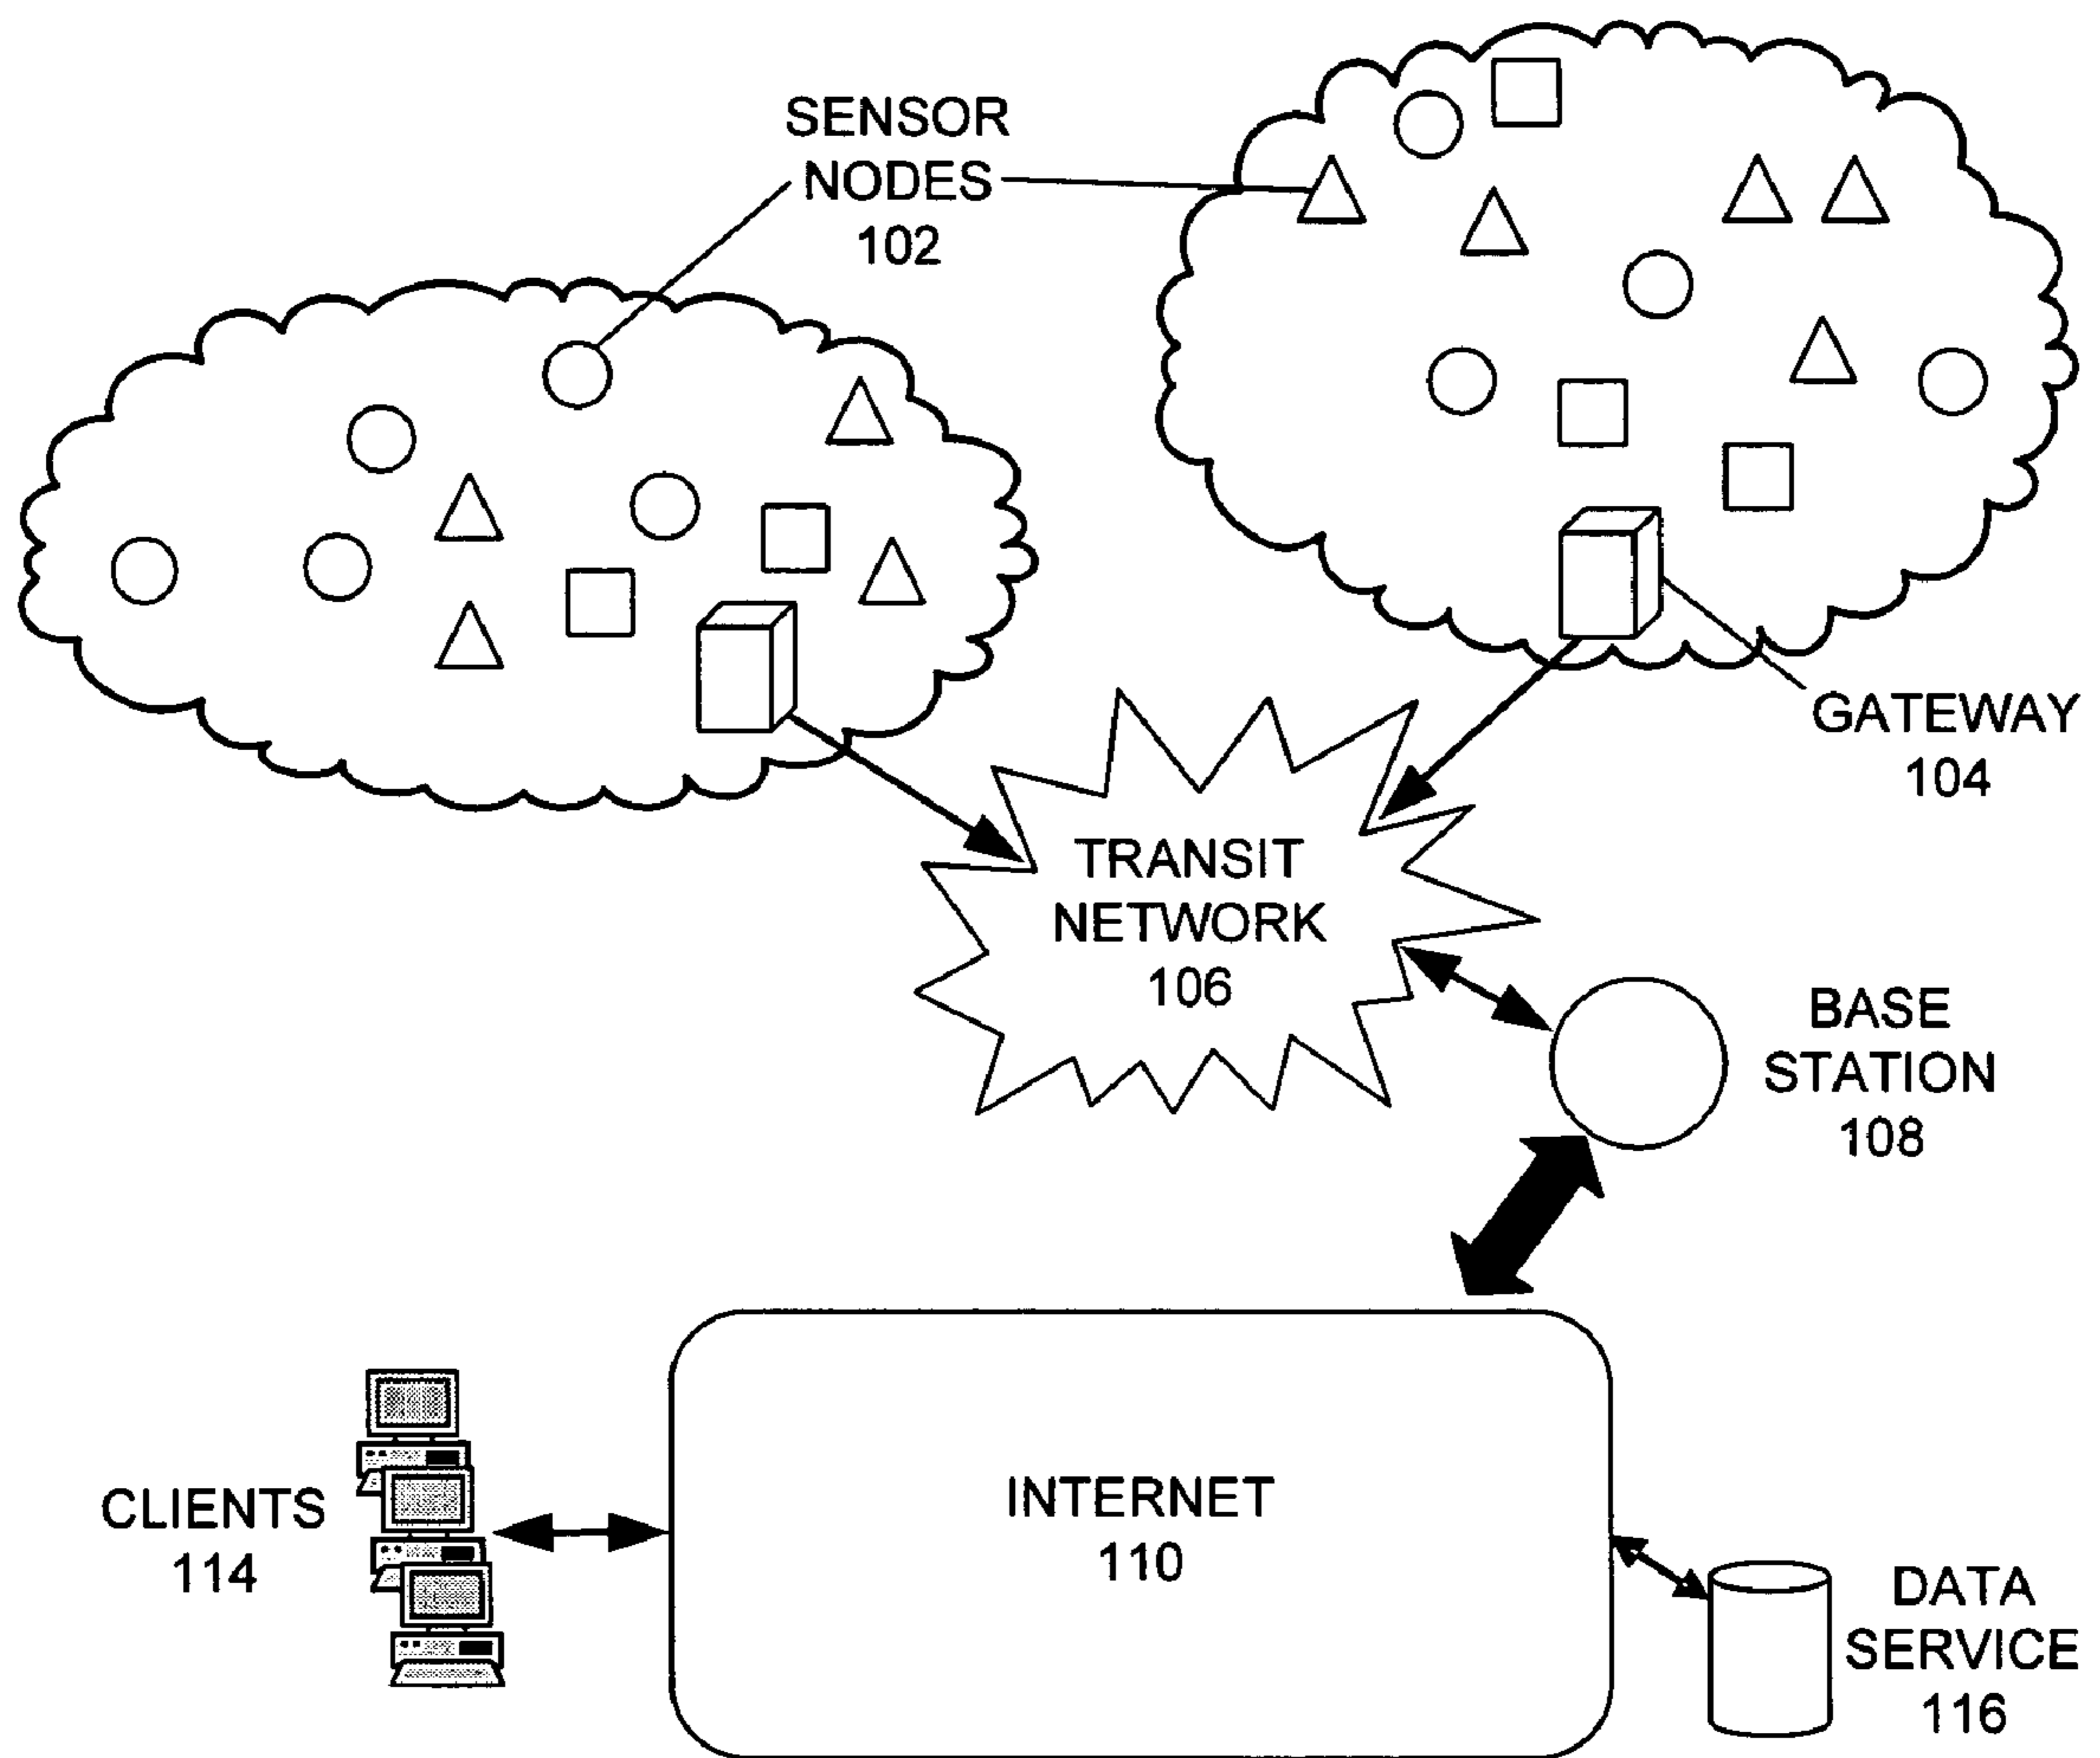 SENSOR
NODES
102
GATEWAY
104
TRANSIT
NETWORK
106
BASE
STATION
108
INTERNET
110
CLIENTS
114
DATA
SERVICE
116